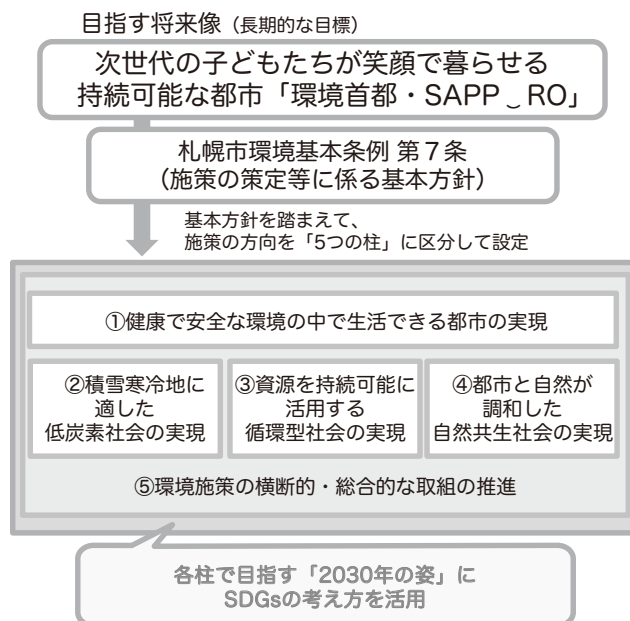 目指す将来像（長期的な目標）
次世代の子どもたちが笑顔で暮らせる
持続可能な都市「環境首都・SAPP‿RO」
札幌市環境基本条例 第７条
（施策の策定等に係る基本方針）
基本方針を踏まえて、
施策の方向を「5つの柱」に区分して設定
①健康で安全な環境の中で生活できる都市の実現
②積雪寒冷地に
適した
低炭素社会の実現
③資源を持続可能に
活用する
循環型社会の実現
④都市と自然が
調和した
自然共生社会の実現
⑤環境施策の横断的・総合的な取組の推進
各柱で目指す「2030年の姿」に
SDGsの考え方を活用